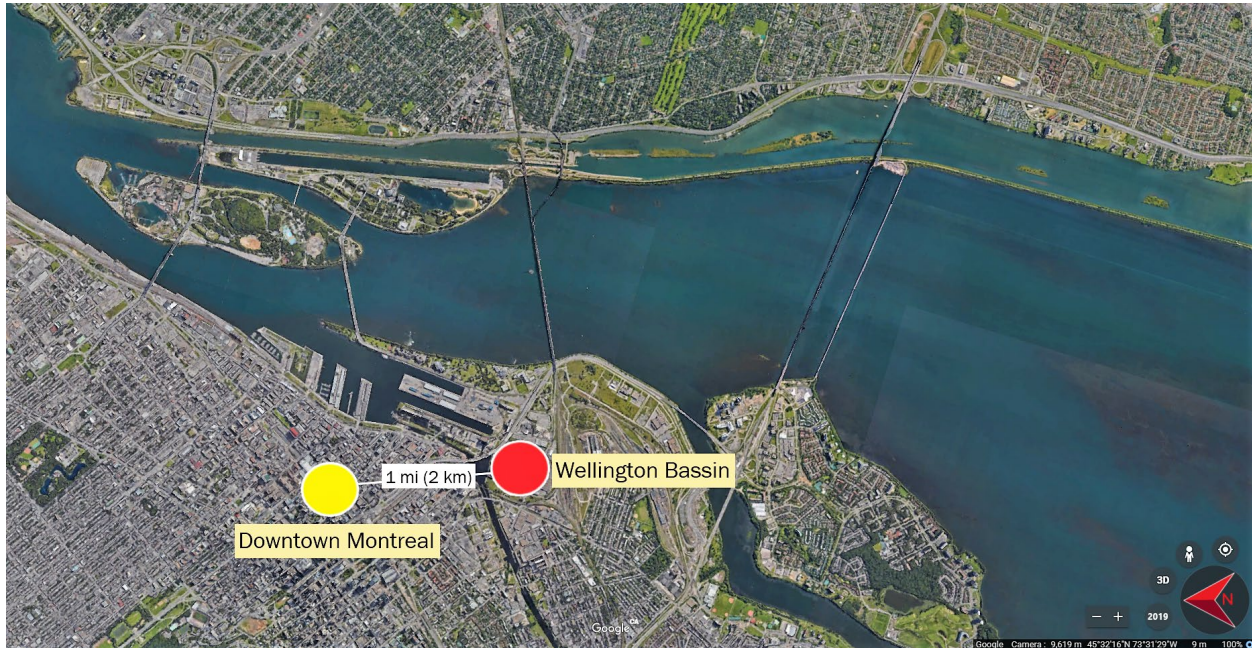 1 mi (2 km)
Wellington Bassin
Downtown Montreal
3D
N
2019
Google
Google Camera : 9,619 m 45°32'16"N 73°31'29"W 9 m 100%